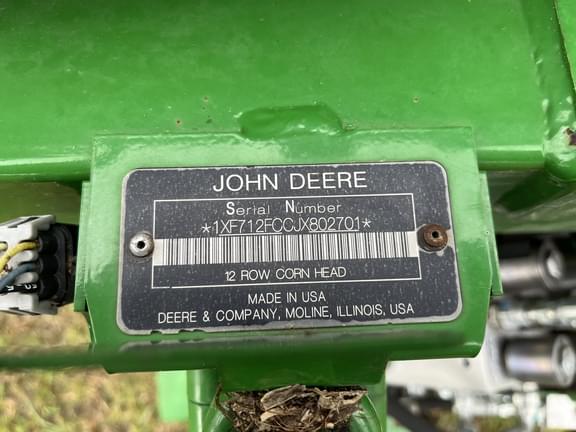 JOHN DEERE
Serial Number
*1XF712FCCJX802701*
12 ROW CORN HEAD
MADE IN USA
DEERE & COMPANY, MOLINE, ILLINOIS, USA